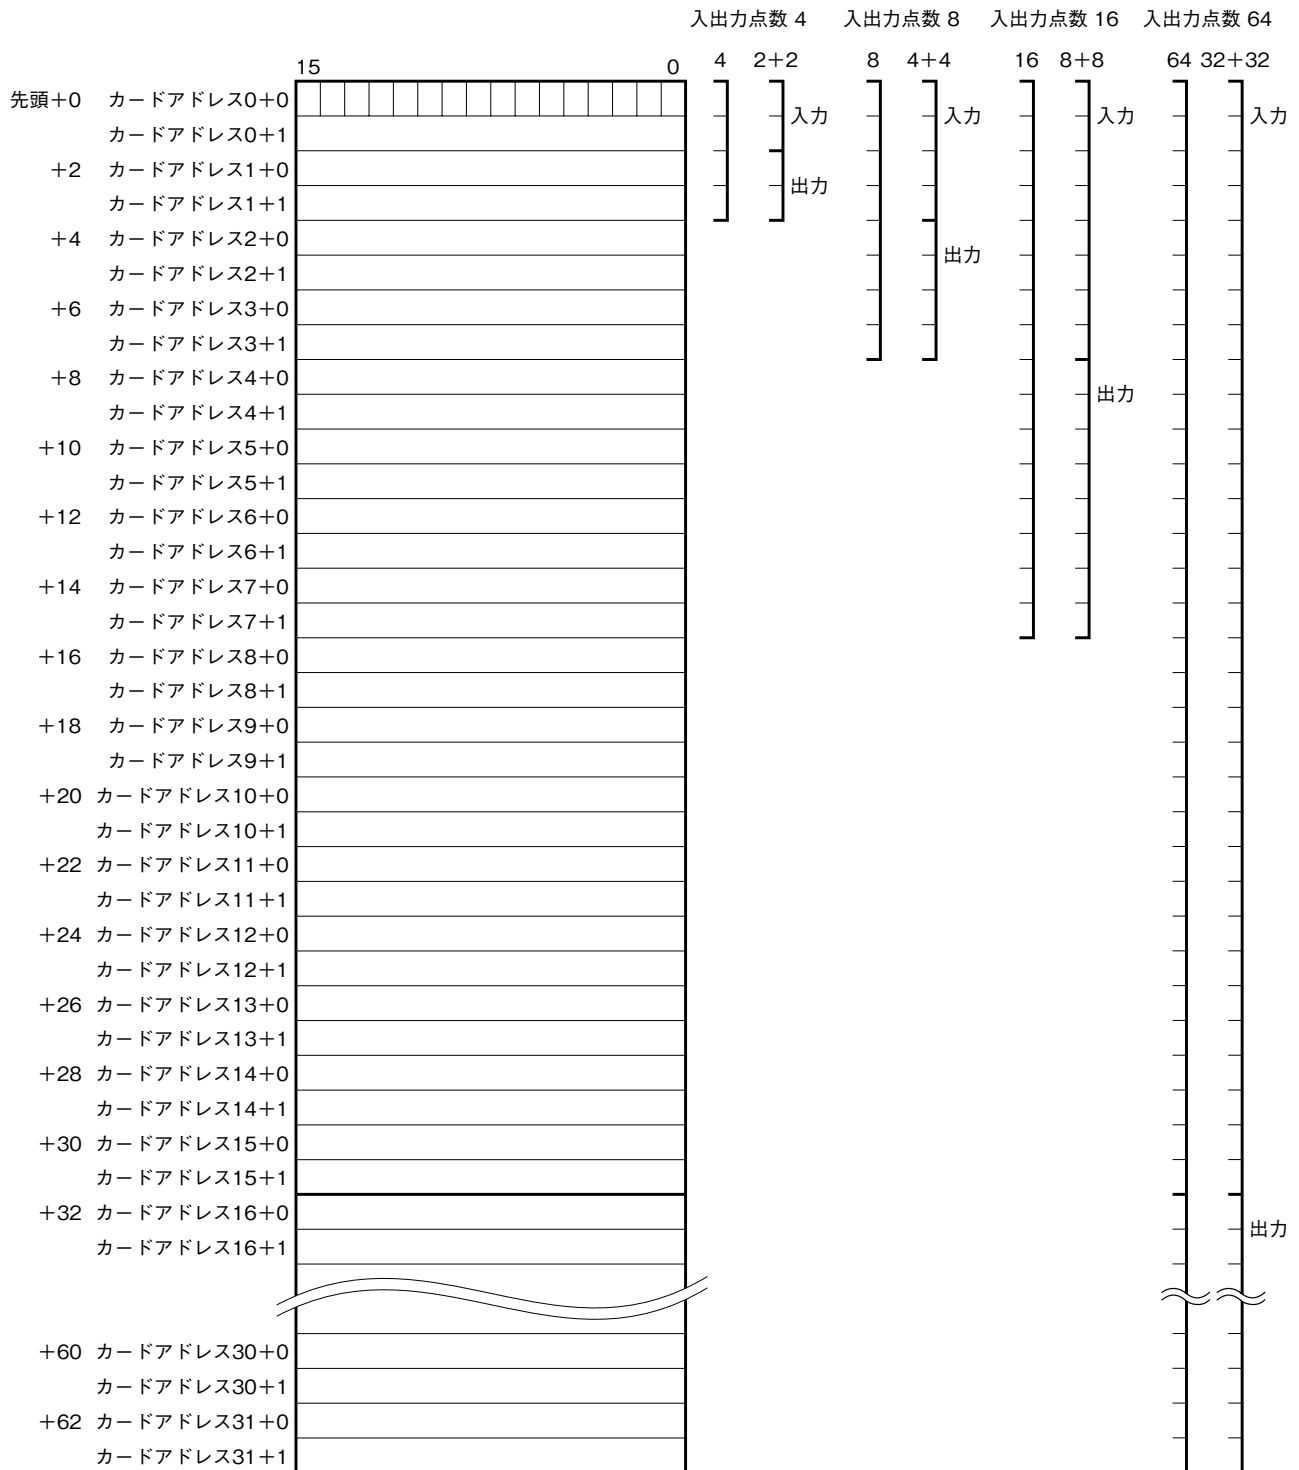 入出力点数 4 入出力点数 8 入出力点数 16 入出力点数 64
15 0 4 2+2 8 4+4 16 8+8 64 32+32
先頭+0 カードアドレス0+0 入力 入力 入力 入力
カードアドレス0+1
+2 カードアドレス1+0 出力
カードアドレス1+1
+4 カードアドレス2+0 出力
カードアドレス2+1
+6 カードアドレス3+0
カードアドレス3+1
+8 カードアドレス4+0 出力
カードアドレス4+1
+10 カードアドレス5+0
カードアドレス5+1
+12 カードアドレス6+0
カードアドレス6+1
+14 カードアドレス7+0
カードアドレス7+1
+16 カードアドレス8+0
カードアドレス8+1
+18 カードアドレス9+0
カードアドレス9+1
+20 カードアドレス10+0
カードアドレス10+1
+22 カードアドレス11+0
カードアドレス11+1
+24 カードアドレス12+0
カードアドレス12+1
+26 カードアドレス13+0
カードアドレス13+1
+28 カードアドレス14+0
カードアドレス14+1
+30 カードアドレス15+0
カードアドレス15+1
+32 カードアドレス16+0 出力
カードアドレス16+1
+60 カードアドレス30+0
カードアドレス30+1
+62 カードアドレス31+0
カードアドレス31+1